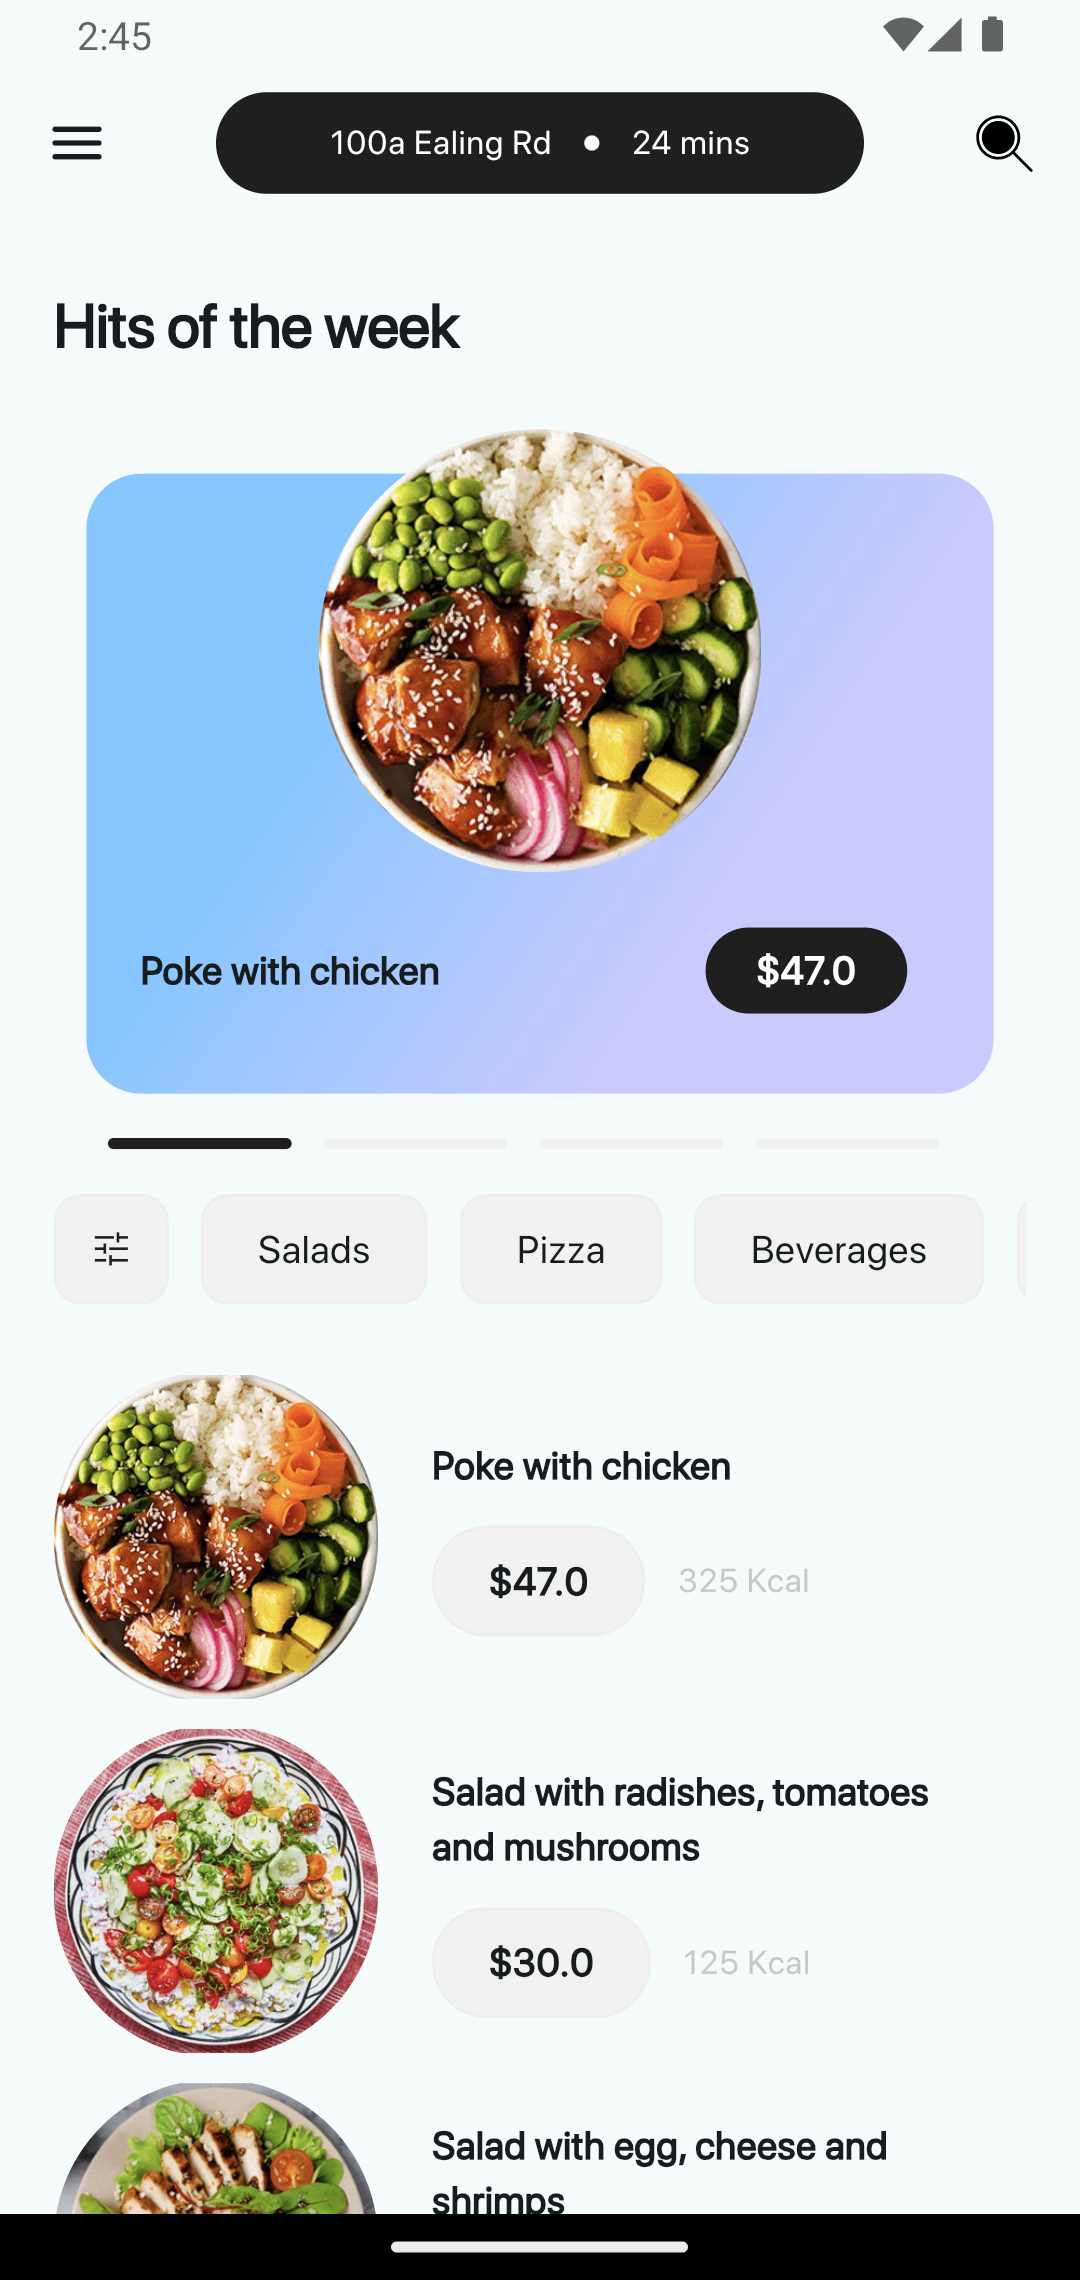 2:45
100a Ealing Rd ● 24 mins
Hits of the week
Poke with chicken
$47.0
Salads
Pizza
Beverages
Poke with chicken
$47.0
325 Kcal
Salad with radishes, tomatoes
and mushrooms
$30.0
125 Kcal
Salad with egg, cheese and
shrimps